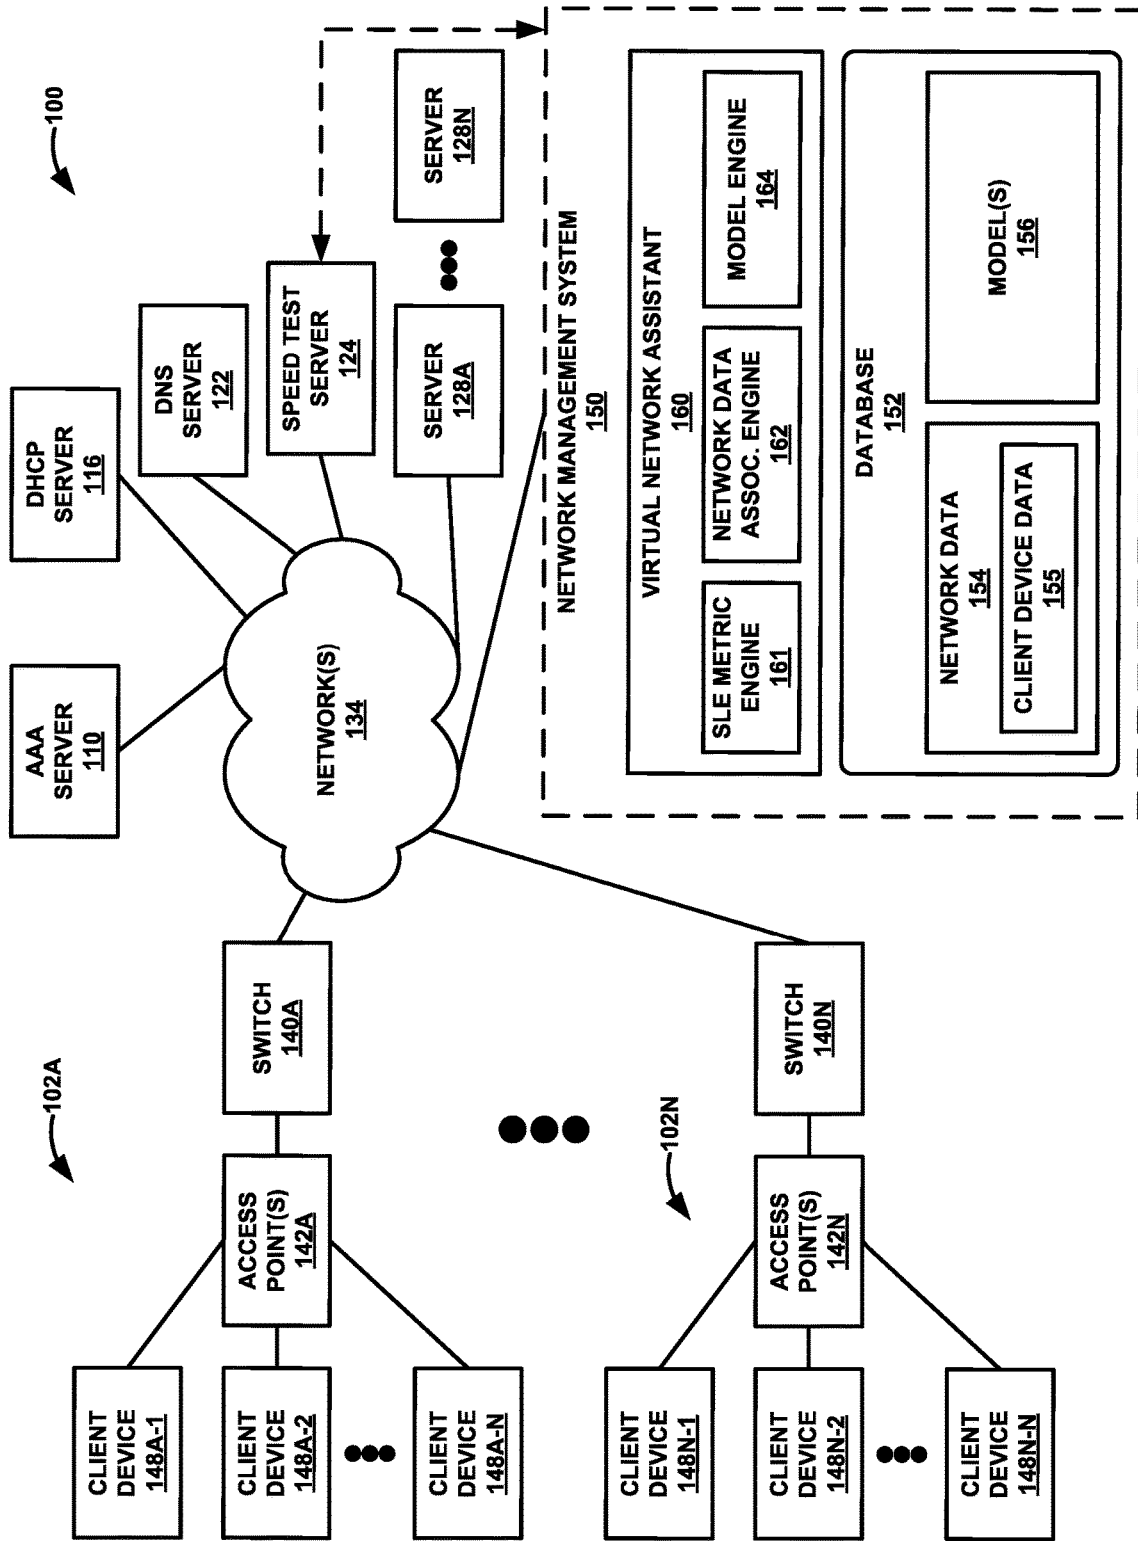 100
102A
102N
AAA
SERVER
110
DHCP
SERVER
116
DNS
SERVER
122
SPEED TEST
SERVER
124
SERVER
128A
SERVER
128N
NETWORK(S)
134
SWITCH
140A
ACCESS
POINT(S)
142A
CLIENT
DEVICE
148A-1
CLIENT
DEVICE
148A-2
CLIENT
DEVICE
148A-N
SWITCH
140N
ACCESS
POINT(S)
142N
CLIENT
DEVICE
148N-1
CLIENT
DEVICE
148N-2
CLIENT
DEVICE
148N-N
NETWORK MANAGEMENT SYSTEM
150
VIRTUAL NETWORK ASSISTANT
160
SLE METRIC
ENGINE
161
NETWORK DATA
ASSOC. ENGINE
162
MODEL ENGINE
164
DATABASE
152
NETWORK DATA
154
CLIENT DEVICE DATA
155
MODEL(S)
156